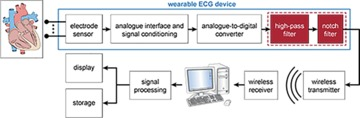 wearable ECG device
electrode
sensor
analogue interface and
signal conditioning
analogue-to-digital
converter
high-pass
filter
notch
filter
display
storage
signal
processing
wireless
receiver
wireless
transmitter